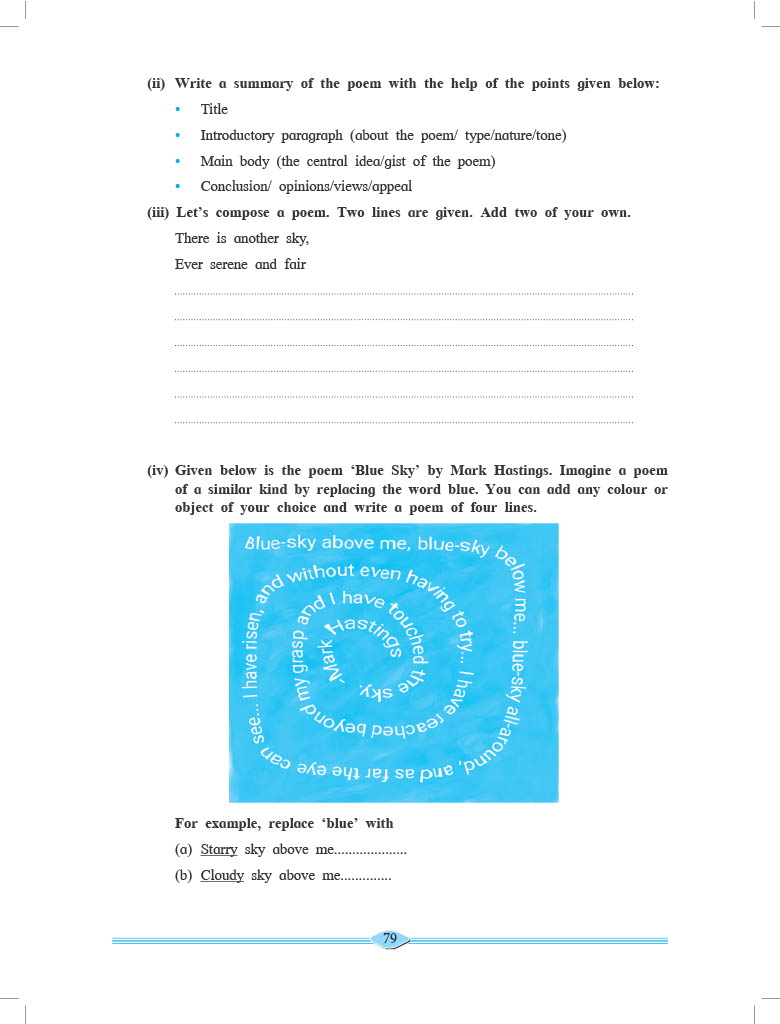 (ii) Write a summary of the poem with the help of the points given below:
• Title
• Introductory paragraph (about the poem/ type/nature/tone)
• Main body (the central idea/gist of the poem)
• Conclusion/ opinions/views/appeal
(iii) Let's compose a poem. Two lines are given. Add two of your own.
There is another sky,
Ever serene and fair
(iv) Given below is the poem 'Blue Sky' by Mark Hastings. Imagine a poem
of a similar kind by replacing the word blue. You can add any colour or
object of your choice and write a poem of four lines.
Blue-sky above me, blue-sky below me... blue-sky all-around, and as far as the eye can see... I have risen, and without even having to try... I have reached beyond my grasp and I have touched the sky. -Mark Hastings
For example, replace 'blue' with
(a) Starry sky above me....................
(b) Cloudy sky above me..............
79